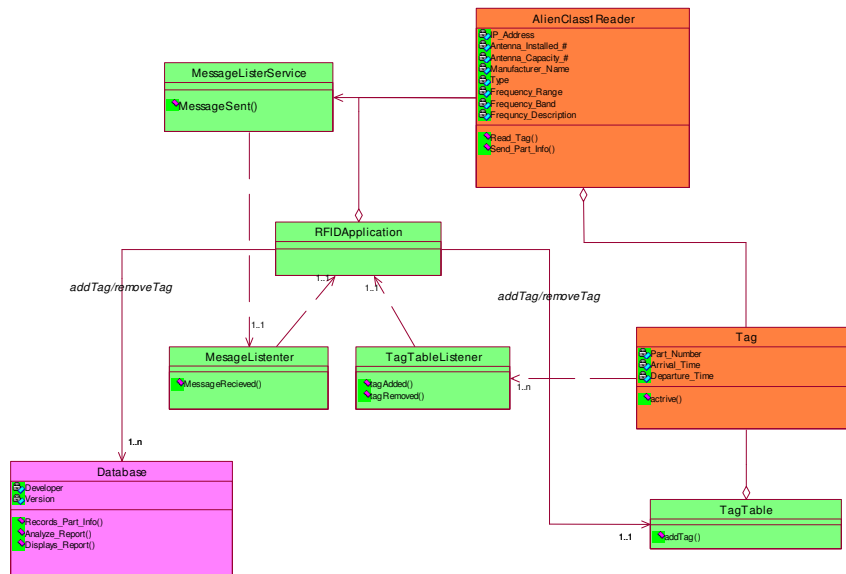 AlienClass1Reader
IP_Address
Antenna_Installed_#
Antenna_Capacity_#
Manufacturer_Name
Type
Frequency_Range
Frequency_Band
Frequncy_Description
Read_Tag()
Send_Part_Info()
MessageListerService
MessageSent()
RFIDApplication
1..1
1..1
addTag/removeTag
addTag/removeTag
1..1
MesageListenter
MessageRecieved()
TagTableListener
tagAdded()
tagRemoved()
1..n
Tag
Part_Number
Arrival_Time
Departure_Time
actrive()
1..n
Database
Developer
Version
Records_Part_Info()
Analyze_Report()
Displays_Report()
TagTable
addTag()
1..1